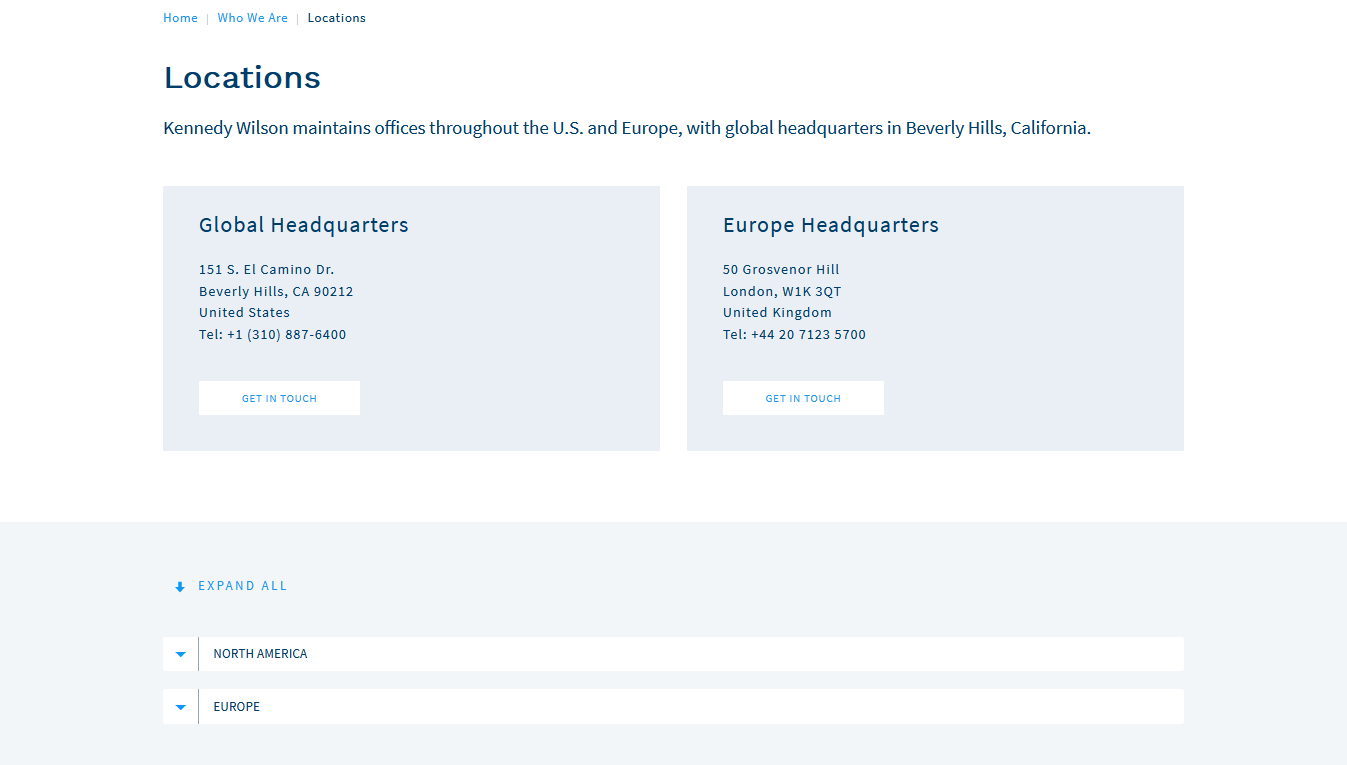 Home | Who We Are | Locations
Locations
Kennedy Wilson maintains offices throughout the U.S. and Europe, with global headquarters in Beverly Hills, California.
Global Headquarters
151 S. El Camino Dr.
Beverly Hills, CA 90212
United States
Tel: +1 (310) 887-6400
GET IN TOUCH
Europe Headquarters
50 Grosvenor Hill
London, W1K 3QT
United Kingdom
Tel: +44 20 7123 5700
GET IN TOUCH
EXPAND ALL
NORTH AMERICA
EUROPE